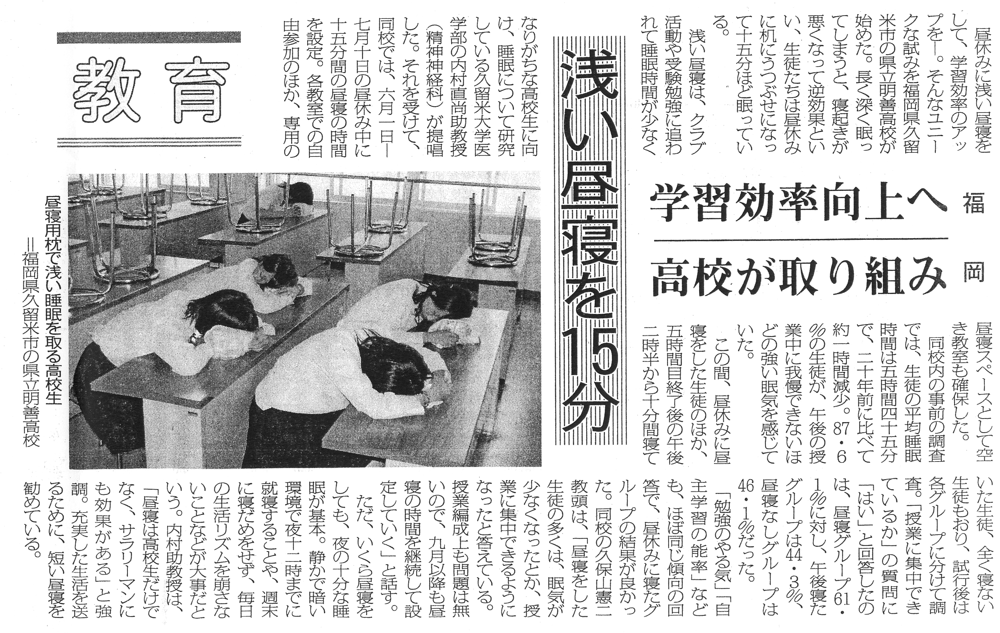 教育
浅い昼寝を15分
学習効率向上へ
高校が取り組み
福岡
昼休みに浅い昼寝を
して、学習効率のアッ
プを―。そんなユニー
クな試みを福岡県久留
米市の県立明善高校が
始めた。長く深く眠っ
てしまうと、寝起きが
悪くなって逆効果とい
い、生徒たちは昼休み
に机にうつぶせになっ
て十五分ほど眠ってい
る。
浅い昼寝は、クラブ
活動や受験勉強に追わ
れて睡眠時間が少なく
なりがちな高校生に向
け、睡眠について研究
している久留米大学医
学部の内村直尚助教授
（精神神経科）が提唱
した。それを受けて、
同校では、六月一日―
七月十日の昼休み中に
十五分間の昼寝の時間
を設定。各教室での自
由参加のほか、専用の
昼寝スペースとして空
き教室も確保した。
同校内の事前の調査
では、生徒の平均睡眠
時間は五時間四十五分
で、二十年前に比べて
約一時間減少。87・6
％の生徒が、午後の授
業中に我慢できないほ
どの強い眠気を感じて
いた。
この間、昼休みに昼
寝をした生徒のほか、
五時間目終了後の午後
二時半から十分間寝て
いた生徒、全く寝ない
生徒もおり、試行後は
各グループに分けて調
査。「授業に集中でき
ているか」の質問に
「はい」と回答したの
は、昼寝グループ61・
1％に対し、午後寝た
グループは44・3％、
昼寝なしグループは
46・1％だった。
「勉強のやる気」「自
主学習の能率」など
も、ほぼ同じ傾向の回
答で、昼休みに寝たグ
ループの結果が良かっ
た。同校の久保山憲二
教頭は、「昼寝をした
生徒の多くは、眠気が
少なくなったとか、授
業に集中できるように
なったと答えている。
授業編成上も問題は無
いので、九月以降も昼
寝の時間を継続して設
定していく」と話す。
ただ、いくら昼寝を
しても、夜の十分な睡
眠が基本。静かで暗い
環境で夜十二時までに
就寝することや、週末
に寝だめをせず、毎日
の生活リズムを崩さな
いことなどが大事だと
いう。内村助教授は、
「昼寝は高校生だけで
なく、サラリーマンに
も効果がある」と強
調。充実した生活を送
るために、短い昼寝を
勧めている。
昼寝用枕で浅い睡眠を取る高校生
＝福岡県久留米市の県立明善高校